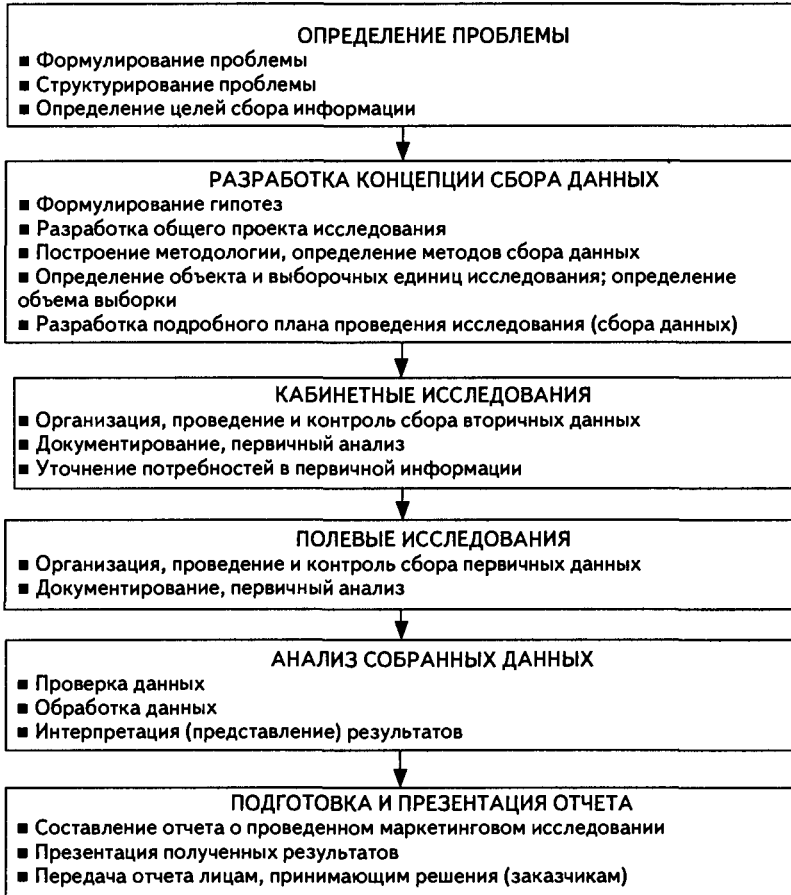 ОПРЕДЕЛЕНИЕ ПРОБЛЕМЫ
■ Формулирование проблемы
■ Структурирование проблемы
■ Определение целей сбора информации
РАЗРАБОТКА КОНЦЕПЦИИ СБОРА ДАННЫХ
■ Формулирование гипотез
■ Разработка общего проекта исследования
■ Построение методологии, определение методов сбора данных
■ Определение объекта и выборочных единиц исследования; определение
объема выборки
■ Разработка подробного плана проведения исследования (сбора данных)
КАБИНЕТНЫЕ ИССЛЕДОВАНИЯ
■ Организация, проведение и контроль сбора вторичных данных
■ Документирование, первичный анализ
■ Уточнение потребностей в первичной информации
ПОЛЕВЫЕ ИССЛЕДОВАНИЯ
■ Организация, проведение и контроль сбора первичных данных
■ Документирование, первичный анализ
АНАЛИЗ СОБРАННЫХ ДАННЫХ
■ Проверка данных
■ Обработка данных
■ Интерпретация (представление) результатов
ПОДГОТОВКА И ПРЕЗЕНТАЦИЯ ОТЧЕТА
■ Составление отчета о проведенном маркетинговом исследовании
■ Презентация полученных результатов
■ Передача отчета лицам, принимающим решения (заказчикам)